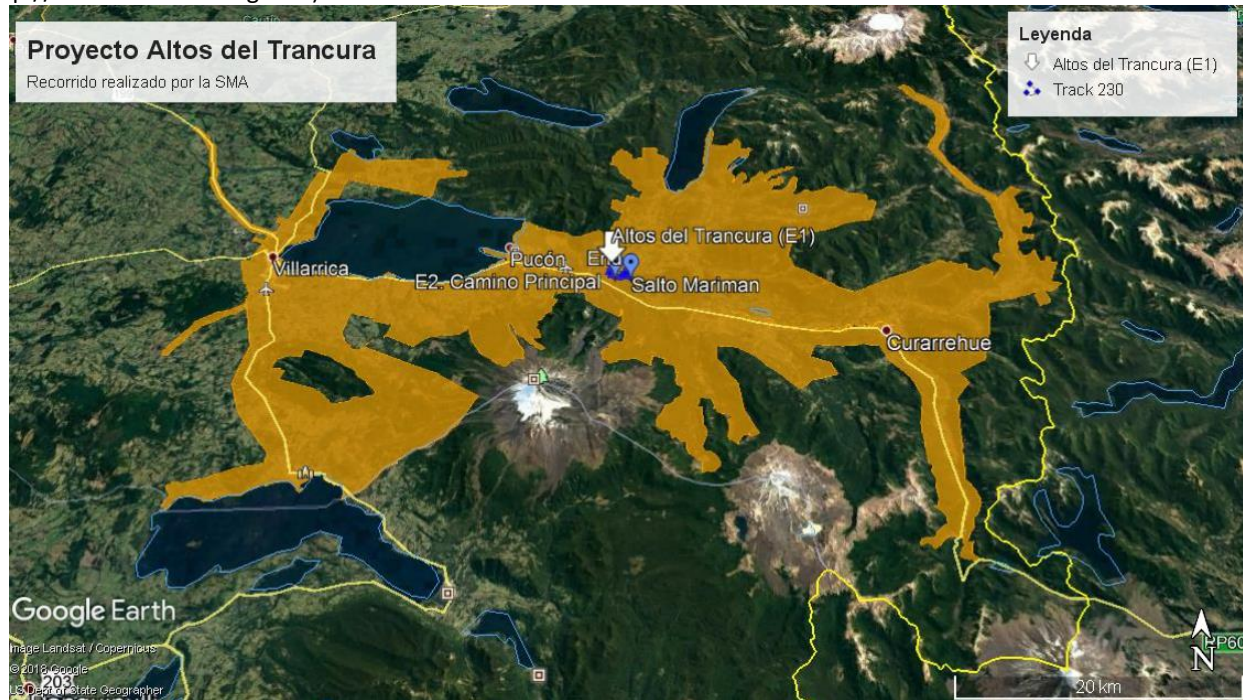 Proyecto Altos del Trancura
Recorrido realizado por la SMA
Leyenda
Altos del Trancura (E1)
Track 230
Altos del Trancura (E1)
Pucón
Villarrica
E2. Camino Principal
Salto Mariman
Curarrehue
Google Earth
Image Landsat / Copernicus
© 2018 Google
US Dept of State Geographer
203
20 km
N